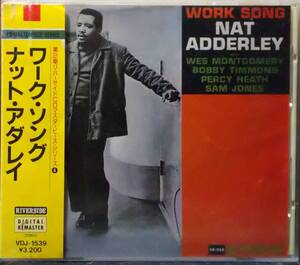 ワーク・ソング
ナット・アダレイ
RIVERSIDE
DIGITAL
REMASTER
VDJ-1539
¥3,200
WORK SONG
NAT
ADDERLEY
WES MONTGOMERY
BOBBY TIMMONS
PERCY HEATH
SAM JONES